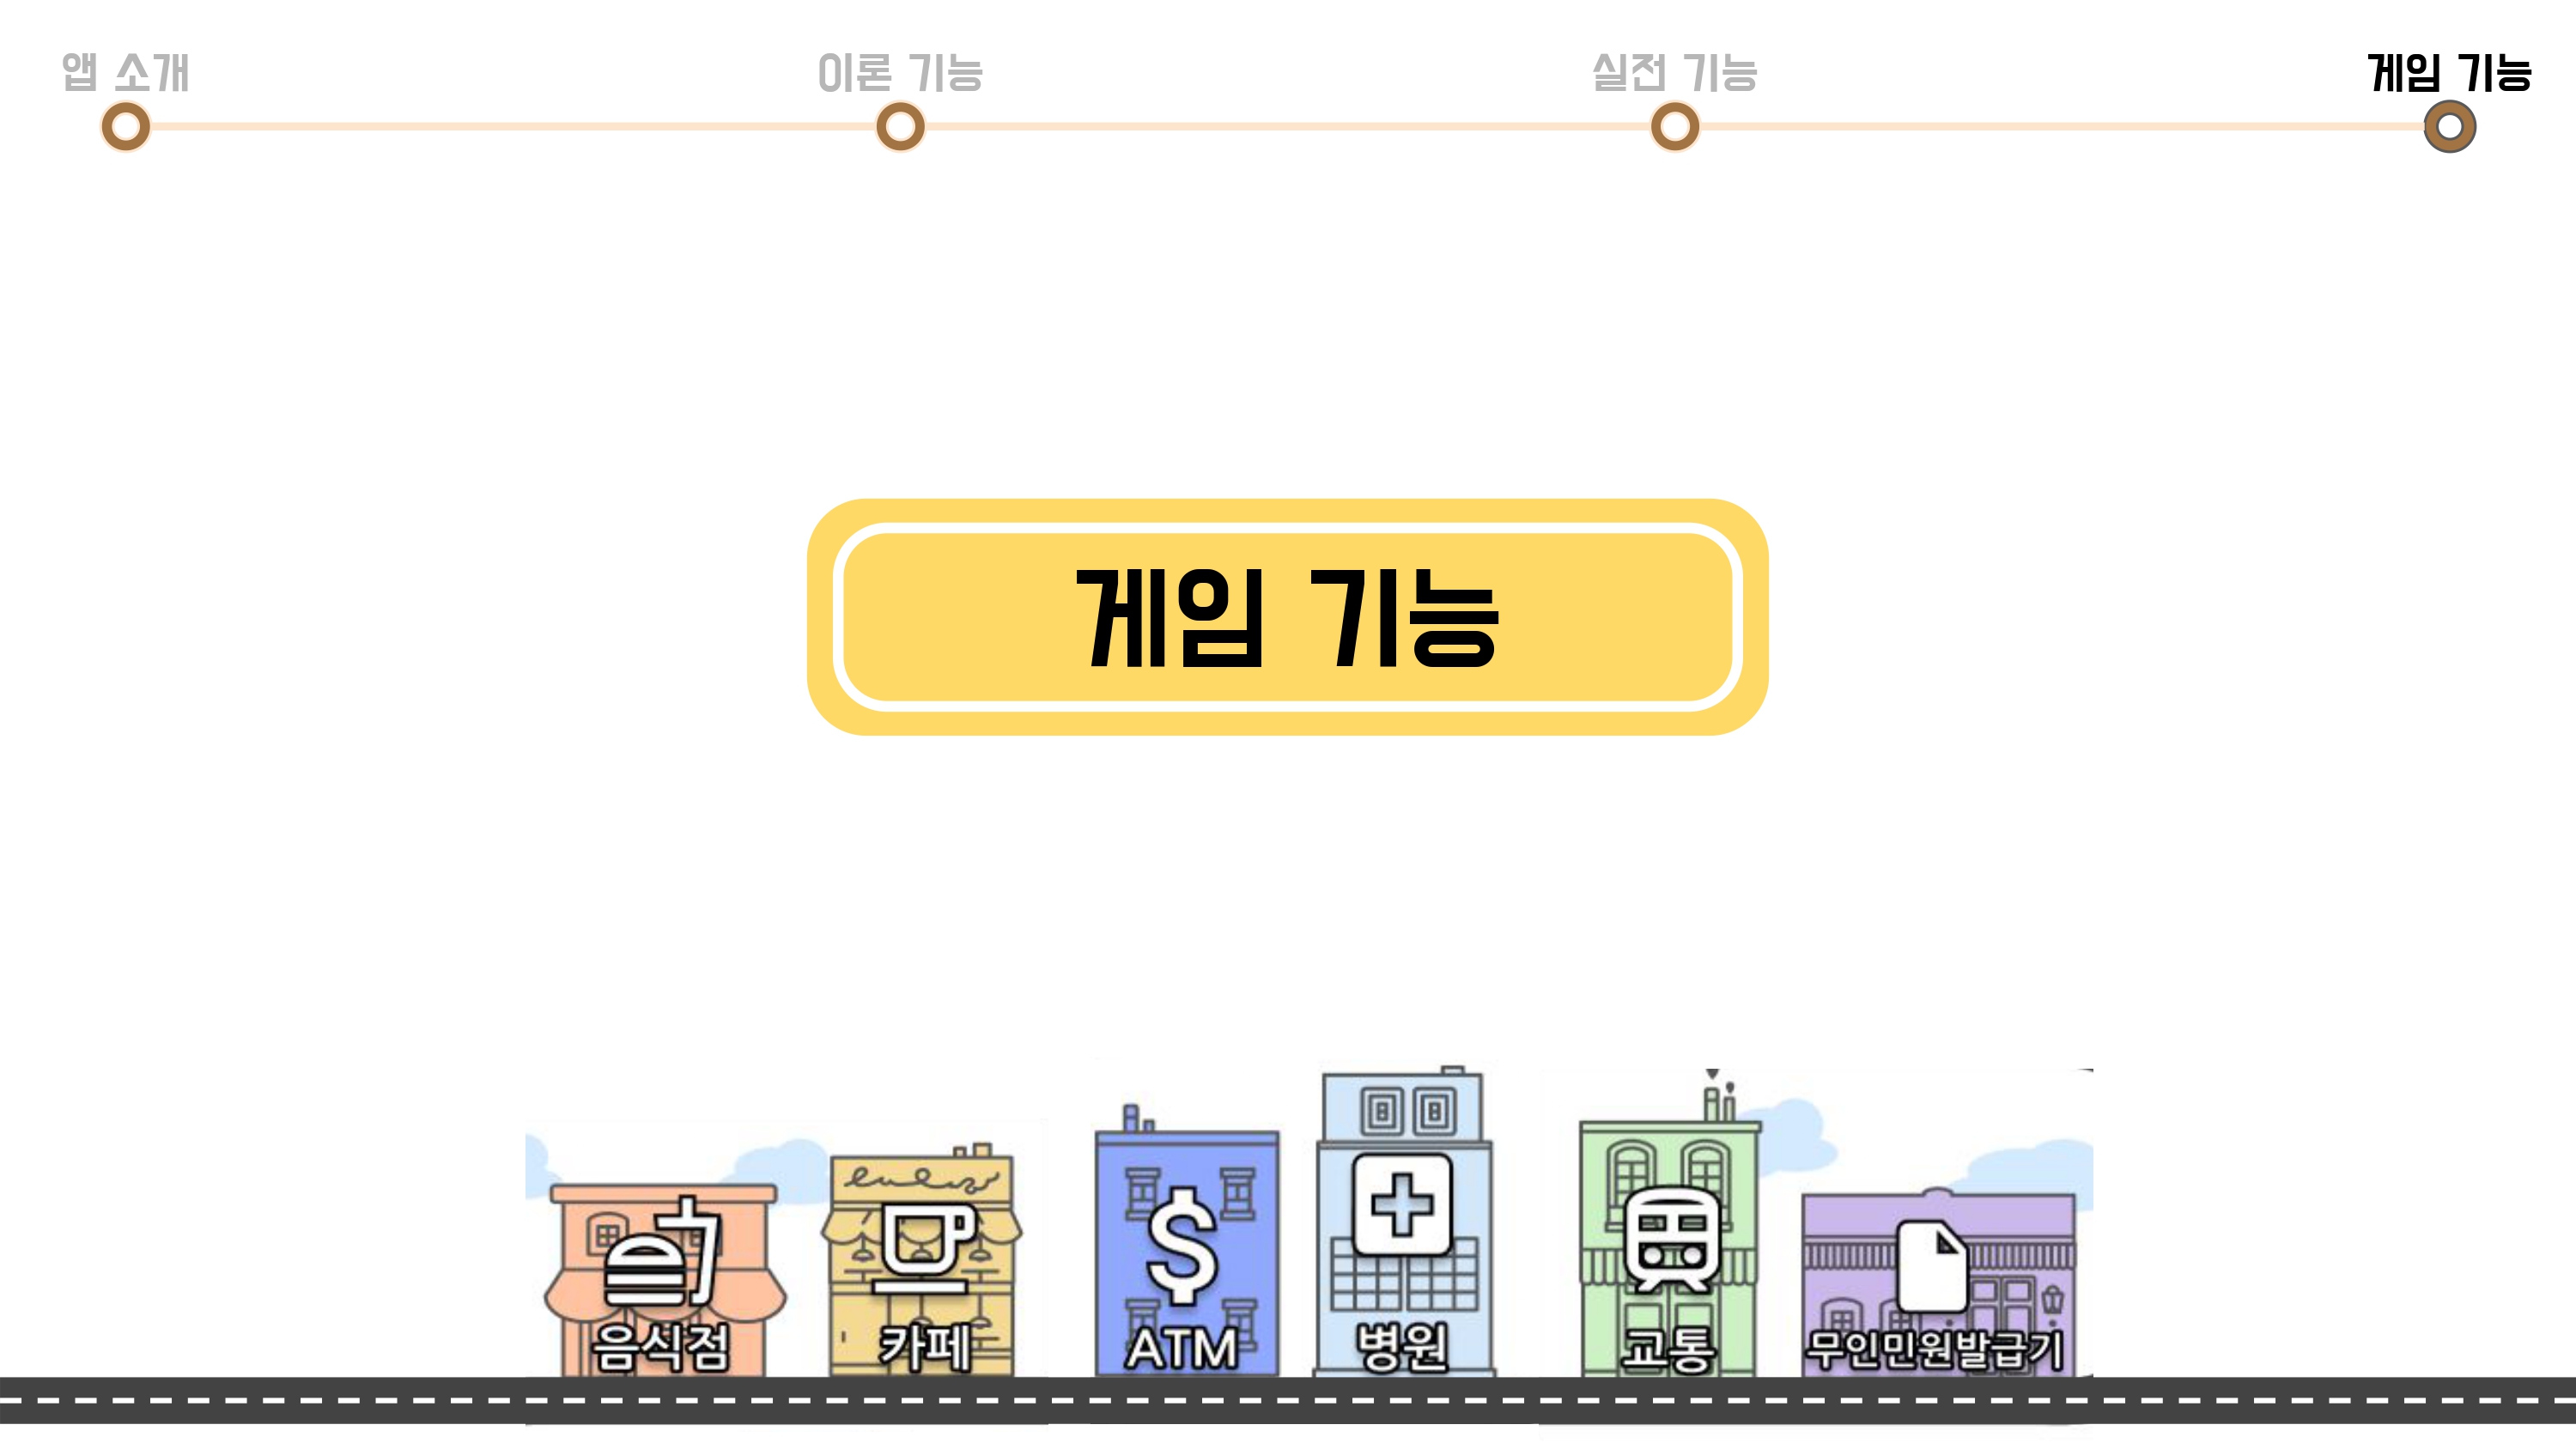 앱 소개
이론 기능
실전 기능
게임 기능
게임 기능
음식점
카페
ATM
병원
교통
무인민원발급기